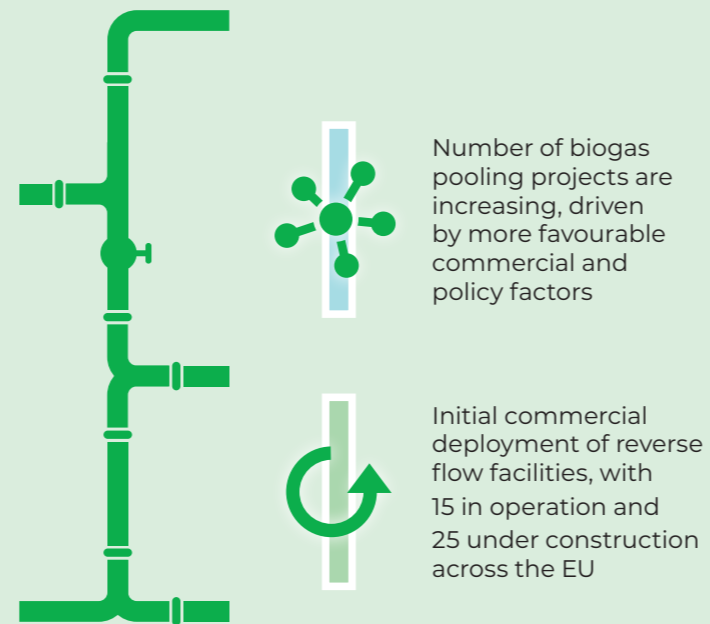 Number of biogas
pooling projects are
increasing, driven
by more favourable
commercial and
policy factors
Initial commercial
deployment of reverse
flow facilities, with
15 in operation and
25 under construction
across the EU